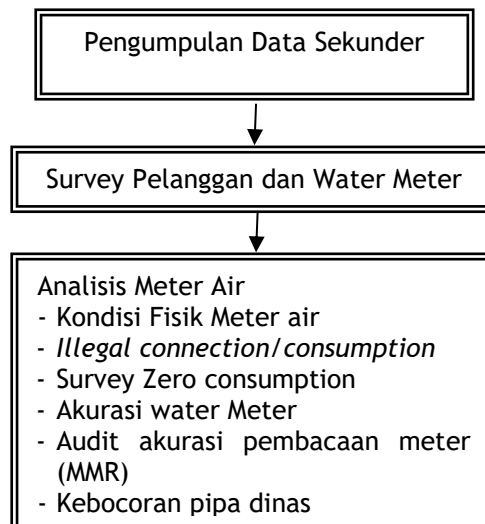 Pengumpulan Data Sekunder
Survey Pelanggan dan Water Meter
Analisis Meter Air
- Kondisi Fisik Meter air
- Illegal connection/consumption
- Survey Zero consumption
- Akurasi water Meter
- Audit akurasi pembacaan meter
(MMR)
- Kebocoran pipa dinas